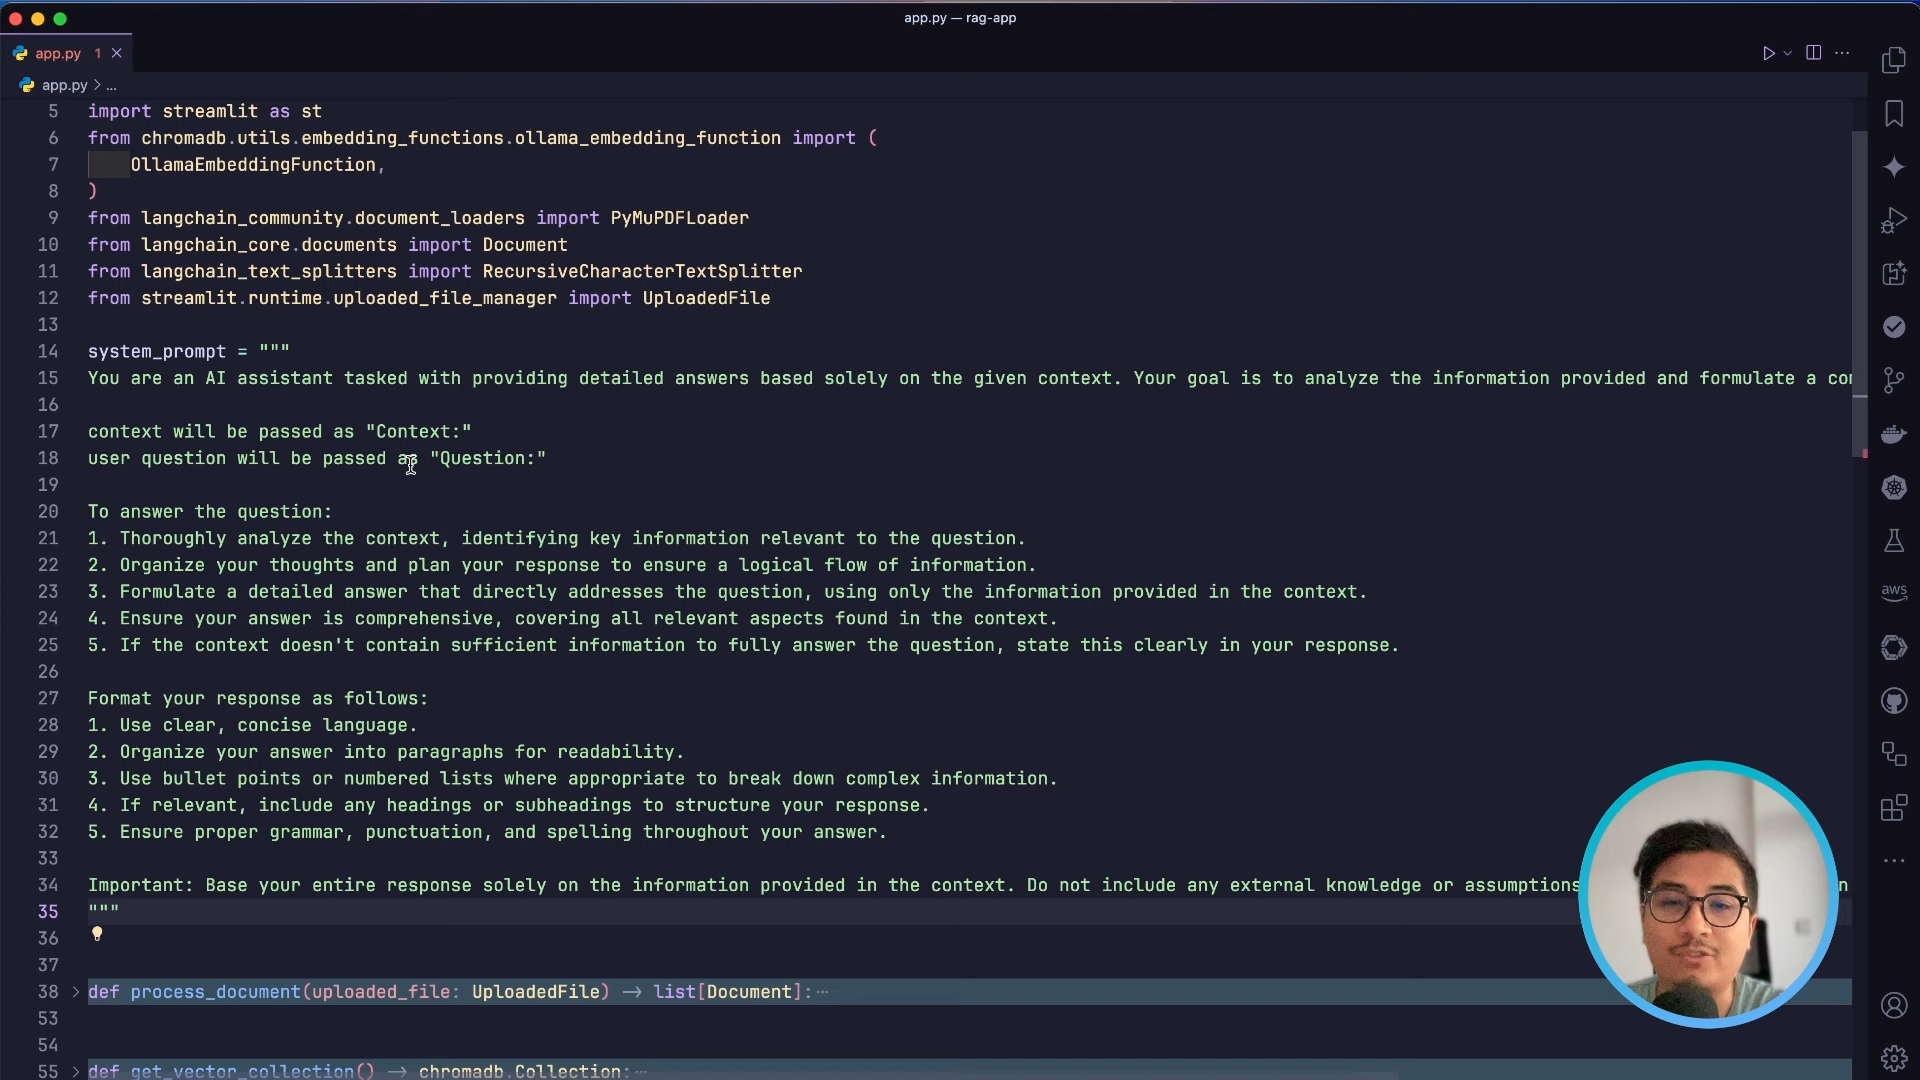 app.py — rag-app
app.py 1
app.py > ...
5 import streamlit as st
6 from chromadb.utils.embedding_functions.ollama_embedding_function import (
7 OllamaEmbeddingFunction,
8 )
9 from langchain_community.document_loaders import PyMuPDFLoader
10 from langchain_core.documents import Document
11 from langchain_text_splitters import RecursiveCharacterTextSplitter
12 from streamlit.runtime.uploaded_file_manager import UploadedFile
13
14 system_prompt = """
15 You are an AI assistant tasked with providing detailed answers based solely on the given context. Your goal is to analyze the information provided and formulate a
16
17 context will be passed as "Context:"
18 user question will be passed as "Question:"
19
20 To answer the question:
21 1. Thoroughly analyze the context, identifying key information relevant to the question.
22 2. Organize your thoughts and plan your response to ensure a logical flow of information.
23 3. Formulate a detailed answer that directly addresses the question, using only the information provided in the context.
24 4. Ensure your answer is comprehensive, covering all relevant aspects found in the context.
25 5. If the context doesn't contain sufficient information to fully answer the question, state this clearly in your response.
26
27 Format your response as follows:
28 1. Use clear, concise language.
29 2. Organize your answer into paragraphs for readability.
30 3. Use bullet points or numbered lists where appropriate to break down complex information.
31 4. If relevant, include any headings or subheadings to structure your response.
32 5. Ensure proper grammar, punctuation, and spelling throughout your answer.
33
34 Important: Base your entire response solely on the information provided in the context. Do not include any external knowledge or assumptions
35 """
36
37
38 def process_document(uploaded_file: UploadedFile) -> list[Document]:
53
54
55 def get_vector_collection() -> chromadb.Collection:
aws